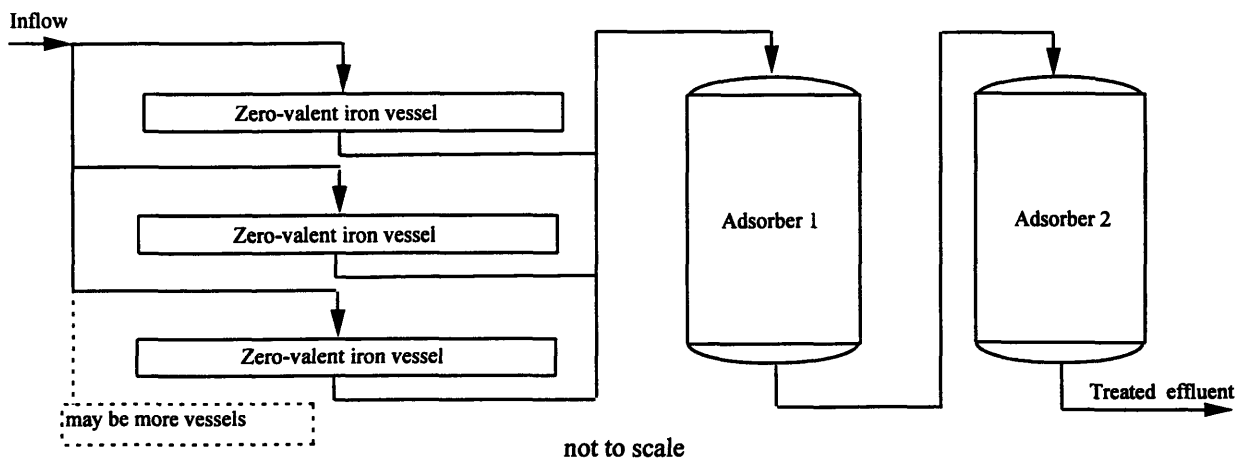 Inflow
Zero-valent iron vessel
Zero-valent iron vessel
Zero-valent iron vessel
may be more vessels
Adsorber 1
Adsorber 2
Treated effluent
not to scale